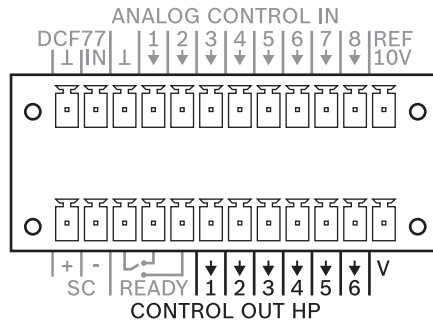 ANALOG CONTROL IN
DCF77 1 2 3 4 5 6 7 8 REF
⊥ IN ⊥ ↓ ↓ ↓ ↓ ↓ ↓ ↓ ↓ 10V
+ - ↓ ↓ ↓ ↓ ↓ ↓ V
SC READY 1 2 3 4 5 6
CONTROL OUT HP